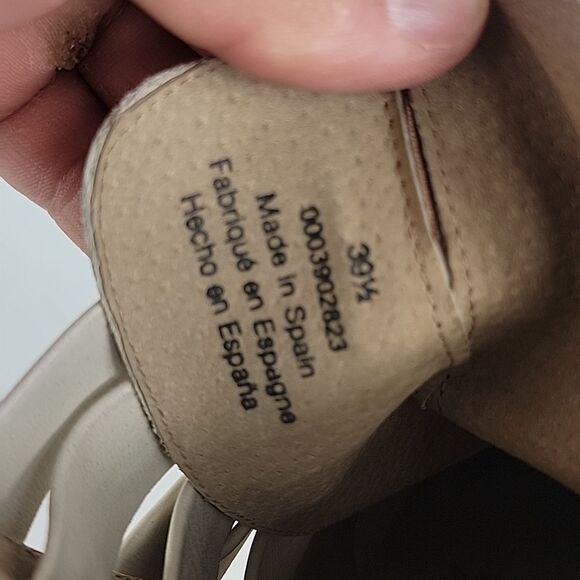 39½
0003902823
Made in Spain
Fabriqué en Espagne
Hecho en España